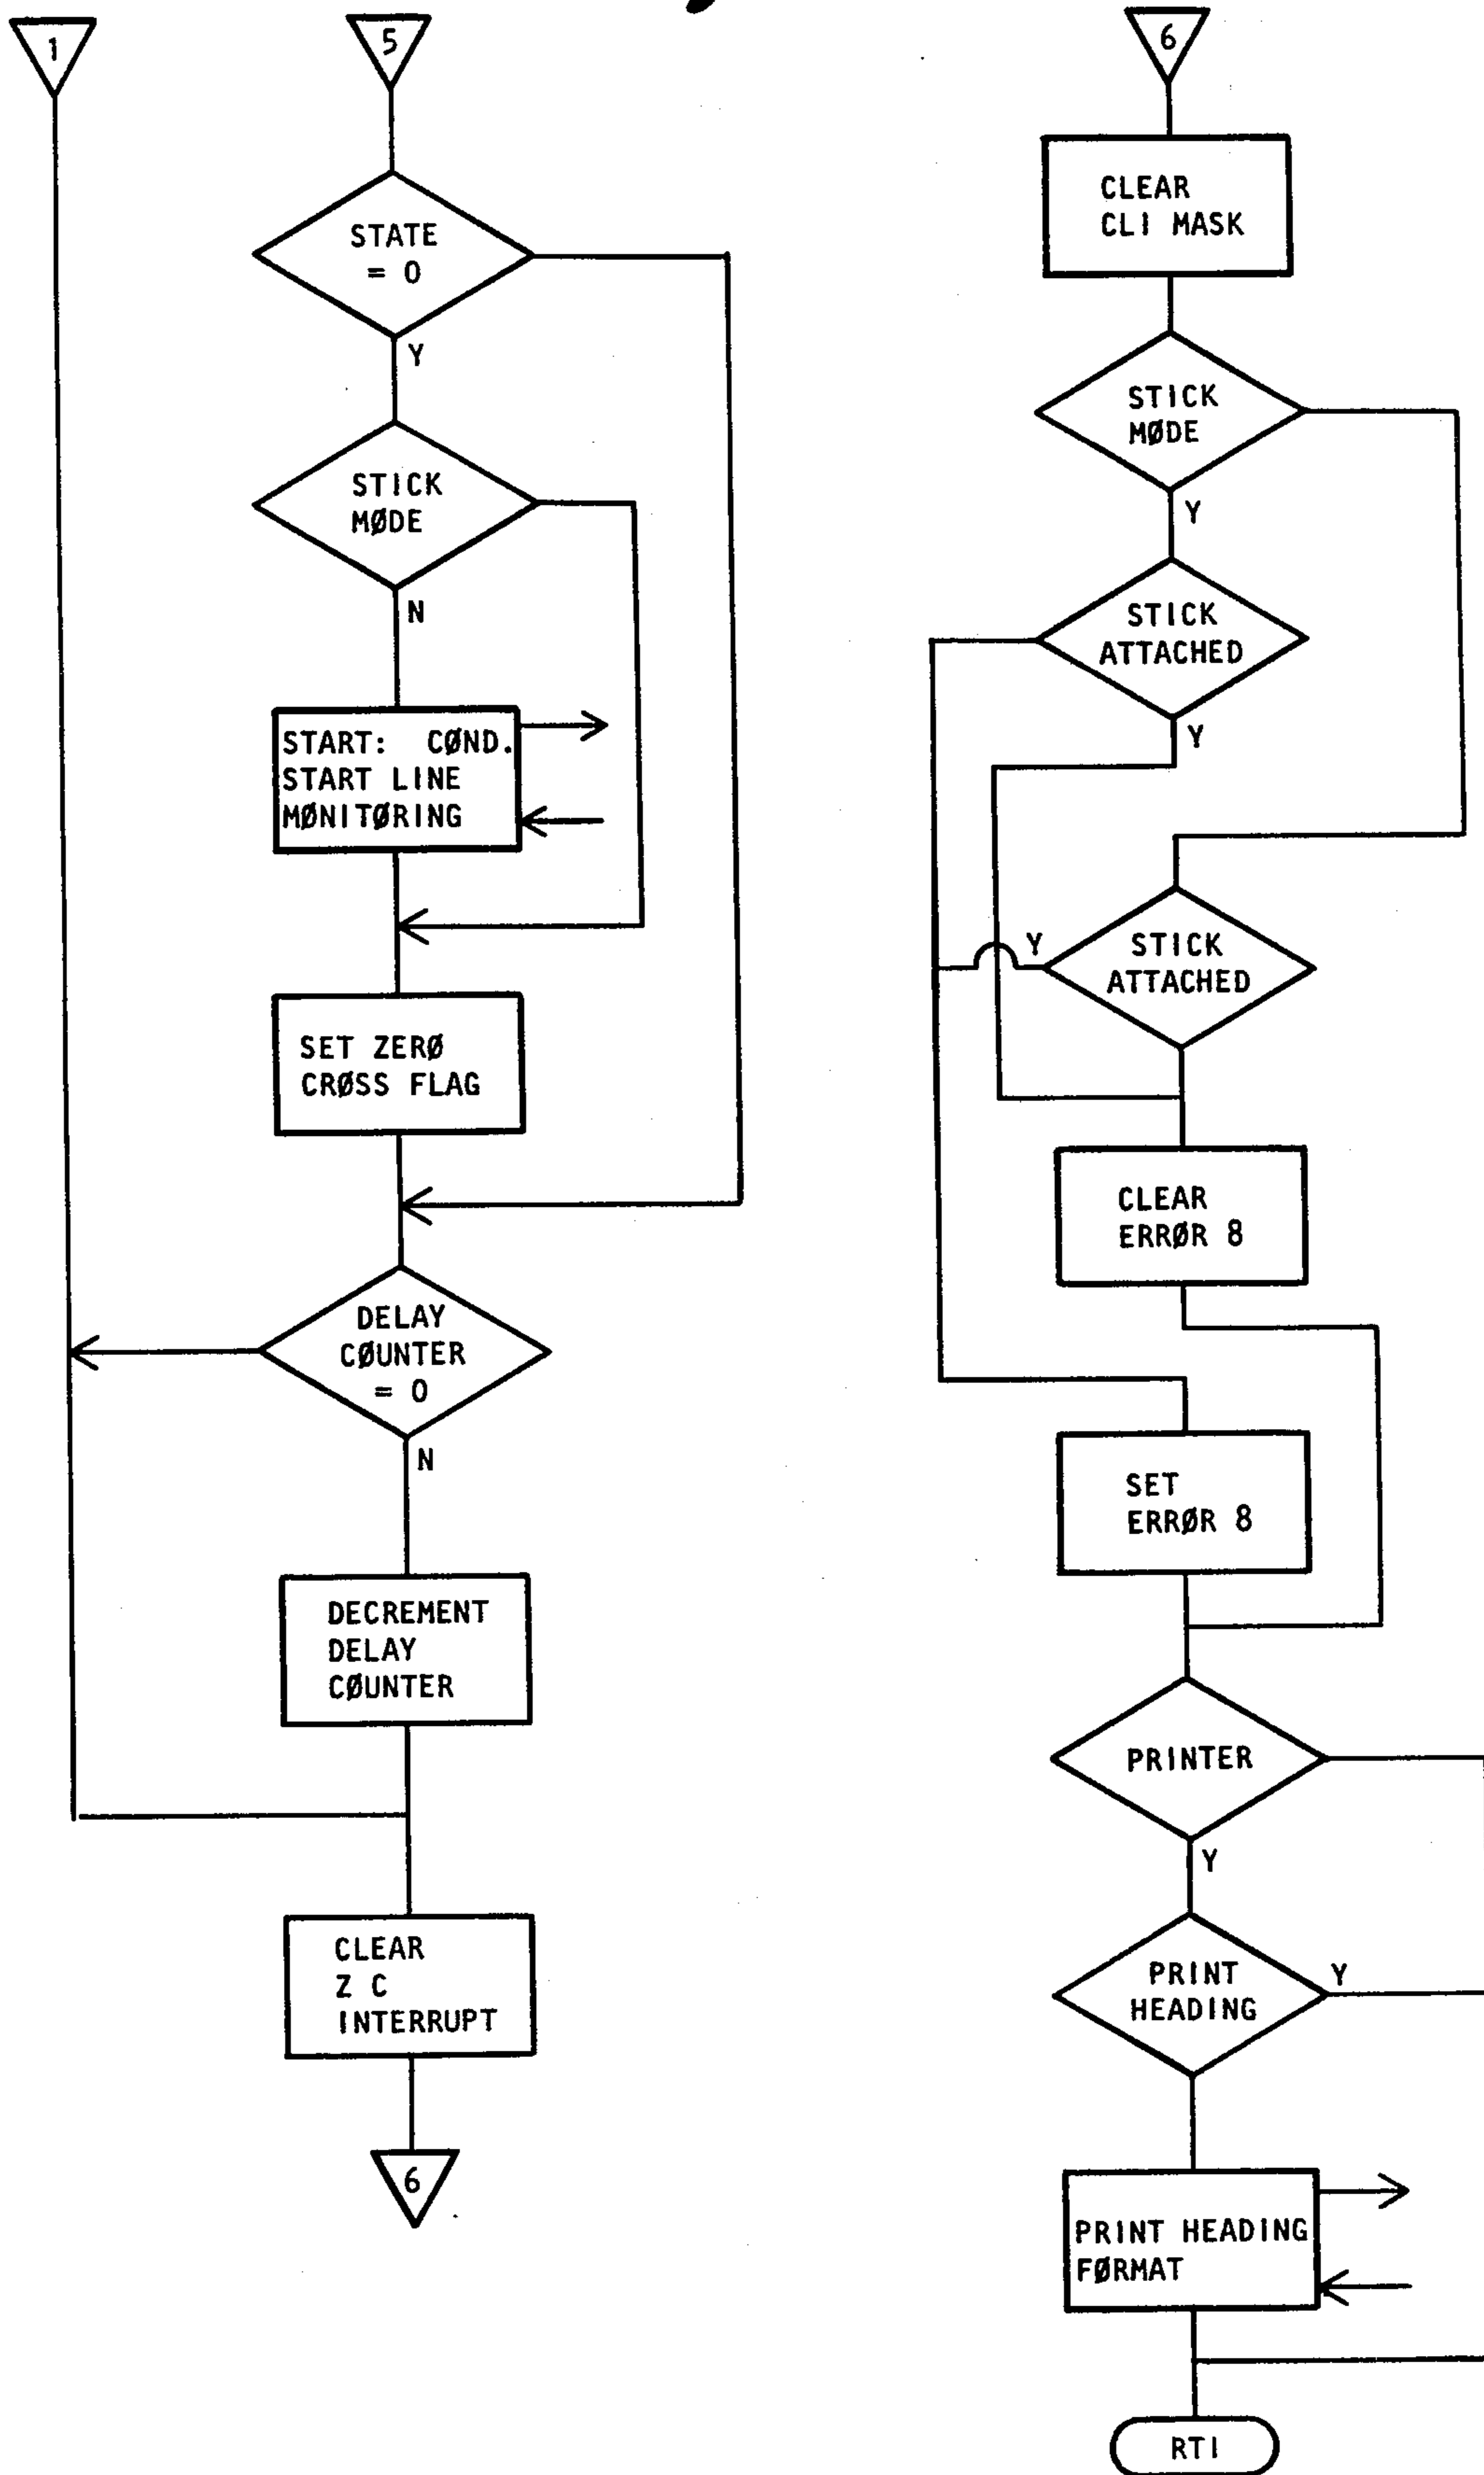 1
5
STATE
= 0
Y
STICK
MØDE
N
START: CØND.
START LINE
MØNITØRING
SET ZERØ
CRØSS FLAG
DELAY
CØUNTER
= 0
N
DECREMENT
DELAY
CØUNTER
CLEAR
Z C
INTERRUPT
6
6
CLEAR
CLI MASK
STICK
MØDE
Y
STICK
ATTACHED
Y
Y
STICK
ATTACHED
CLEAR
ERRØR 8
SET
ERRØR 8
PRINTER
Y
PRINT
HEADING
Y
PRINT HEADING
FØRMAT
RTI